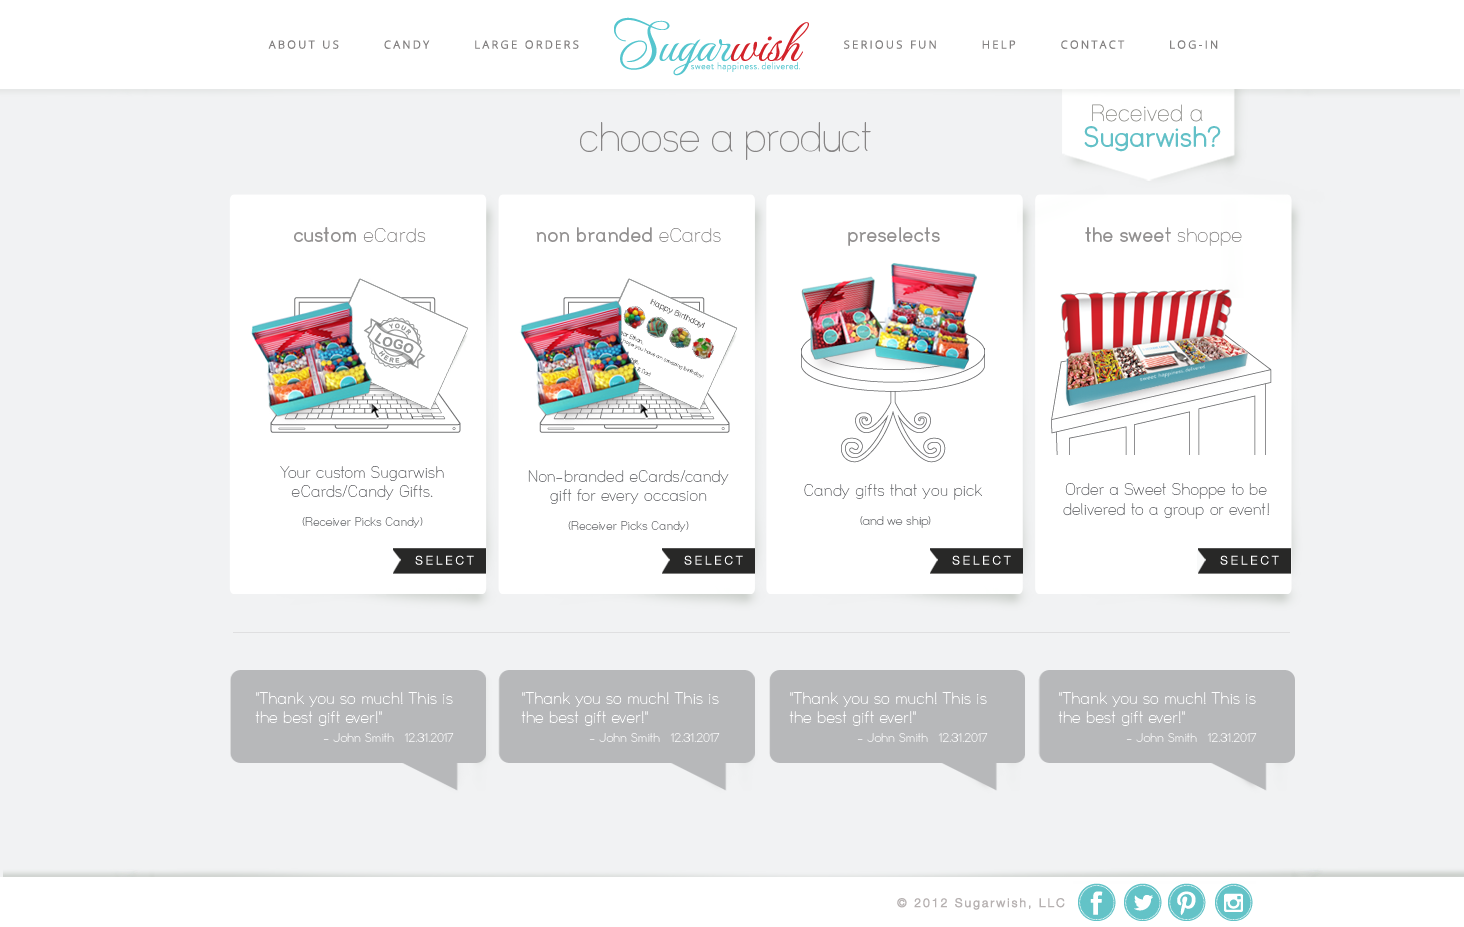 ABOUT US
CANDY
LARGE ORDERS
Sugarwish
sweet happiness. delivered.
SERIOUS FUN
HELP
CONTACT
LOG-IN
Received a
Sugarwish?
choose a product
custom eCards
YOUR
LOGO
HERE
Your custom Sugarwish
eCards/Candy Gifts.
(Receiver Picks Candy)
SELECT
non branded eCards
Happy Birthday!
Non-branded eCards/candy
gift for every occasion
(Receiver Picks Candy)
SELECT
preselects
Candy gifts that you pick
(and we ship)
SELECT
the sweet shoppe
sweet happiness. delivered
Order a Sweet Shoppe to be
delivered to a group or event!
SELECT
"Thank you so much! This is
the best gift ever!"
- John Smith 12.31.2017
"Thank you so much! This is
the best gift ever!"
- John Smith 12.31.2017
"Thank you so much! This is
the best gift ever!"
- John Smith 12.31.2017
"Thank you so much! This is
the best gift ever!"
- John Smith 12.31.2017
© 2012 Sugarwish, LLC